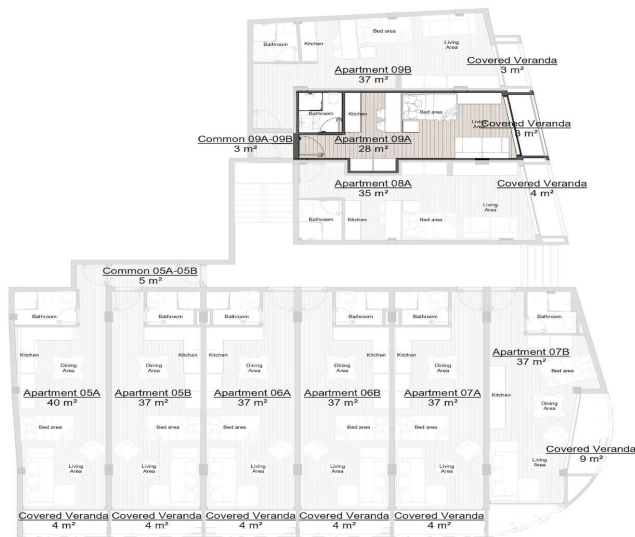 Bathroom
Kitchen
Bed area
Living
Area
Apartment 09B
37 m²
Covered Veranda
3 m²
Bathroom
Kitchen
Bed area
Living
Area
Common 09A-09B
3 m²
Apartment 09A
28 m²
Covered Veranda
3 m²
Apartment 08A
35 m²
Covered Veranda
4 m²
Bathroom
Kitchen
Bed area
Living
Area
Common 05A-05B
5 m²
Bathroom
Bathroom
Bathroom
Bathroom
Bathroom
Bathroom
Kitchen
Dining
Area
Apartment 05A
40 m²
Bed area
Living
Area
Covered Veranda
4 m²
Kitchen
Dining
Area
Apartment 05B
37 m²
Bed area
Living
Area
Covered Veranda
4 m²
Kitchen
Dining
Area
Apartment 06A
37 m²
Bed area
Living
Area
Covered Veranda
4 m²
Kitchen
Dining
Area
Apartment 06B
37 m²
Bed area
Living
Area
Covered Veranda
4 m²
Kitchen
Dining
Area
Apartment 07A
37 m²
Bed area
Living
Area
Covered Veranda
4 m²
Apartment 07B
37 m²
Bed area
Kitchen
Dining
Area
Living
Area
Covered Veranda
9 m²